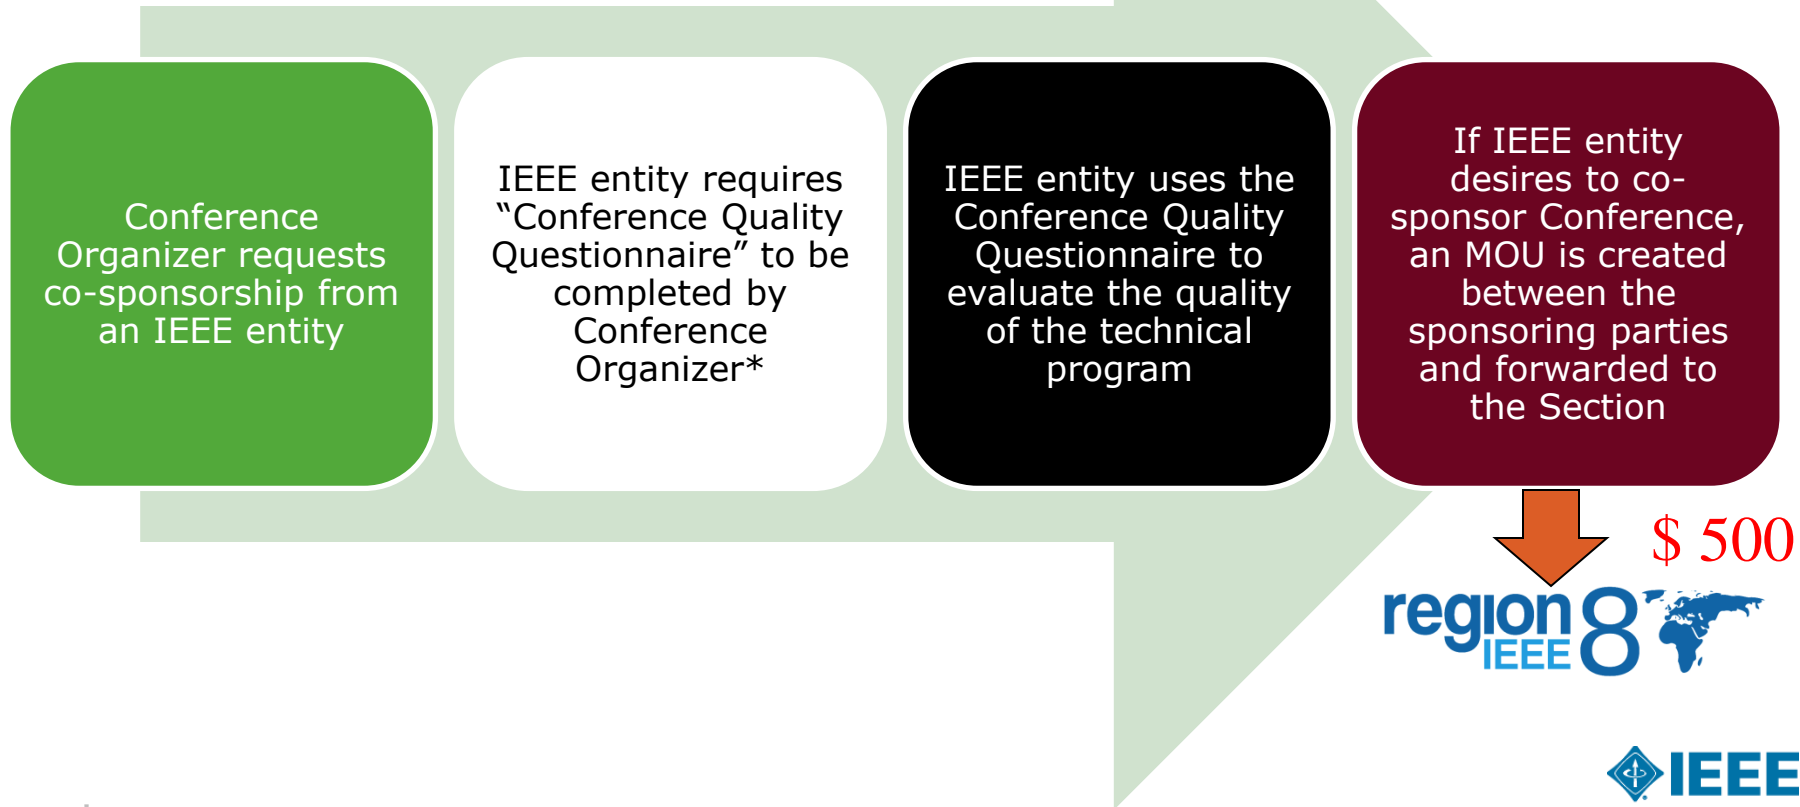 Conference
Organizer requests
co-sponsorship from
an IEEE entity
IEEE entity requires
“Conference Quality
Questionnaire” to be
completed by
Conference
Organizer*
IEEE entity uses the
Conference Quality
Questionnaire to
evaluate the quality
of the technical
program
If IEEE entity
desires to co-
sponsor Conference,
an MOU is created
between the
sponsoring parties
and forwarded to
the Section
$ 500
region 8
IEEE
IEEE